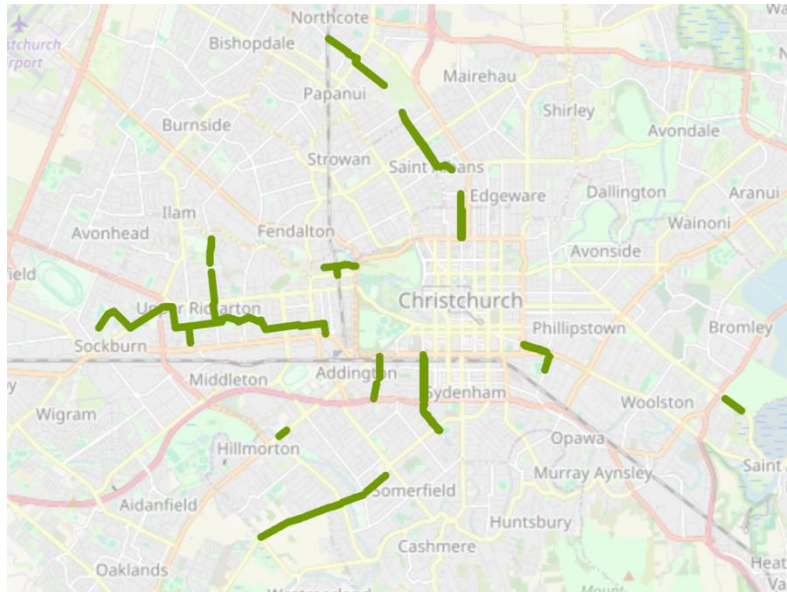 Northcote
Bishopdale
Mairehau
Papanui
Shirley
Burnside
Avondale
Strowan
Saint Albans
Dallington
Aranui
Edgeware
Ilam
Wainoni
Avonhead
Fendalton
Avonside
Christchurch
Upper Riccarton
Phillipstown
Bromley
Sockburn
Addington
Middleton
Sydenham
Woolston
Wigram
Opawa
Hillmorton
Saint
Murray Aynsley
Somerfield
Aidanfield
Huntsbury
Cashmere
Oaklands